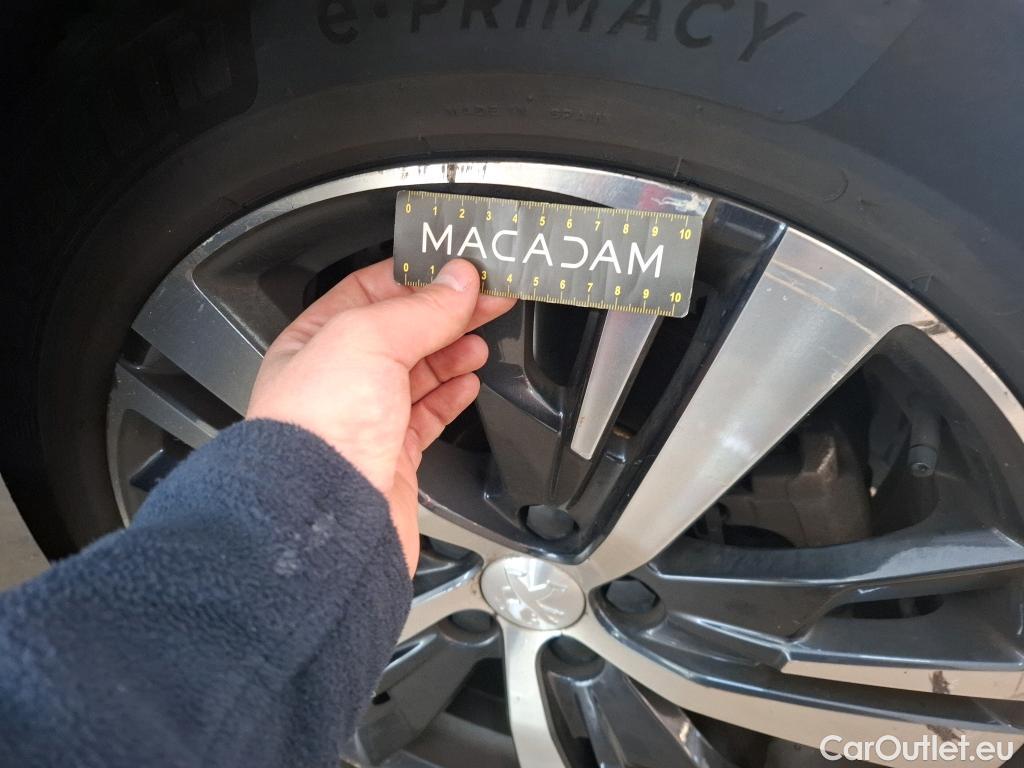 e·PRIMACY
MADE IN SPAIN
0 1 2 3 4 5 6 7 8 9 10
MACADAM
0 1 3 4 5 6 7 8 9 10
CarOutlet.eu